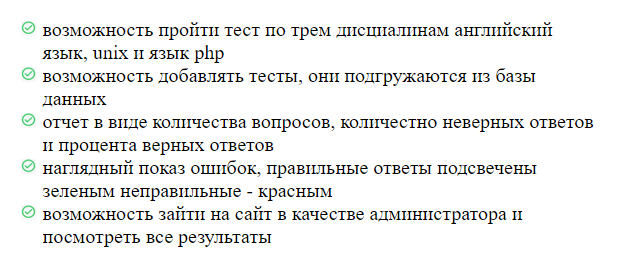 возможность пройти тест по трем дисциалинам английский
язык, unix и язык php
возможность добавлять тесты, они подгружаются из базы
данных
отчет в виде количества вопросов, количестно неверных ответов
и процента верных ответов
наглядный показ ошибок, правильные ответы подсвечены
зеленым неправильные - красным
возможность зайти на сайт в качестве администратора и
посмотреть все результаты